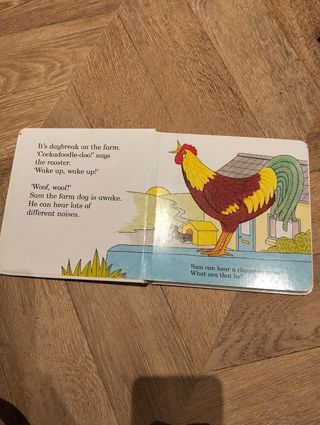 It's daybreak on the farm.
'Cockadoodle-doo!' says
the rooster.
'Wake up, wake up!'
'Woof, woof!'
Sam the farm dog is awake.
He can hear lots of
different noises.
Sam can hear a
What can that be?